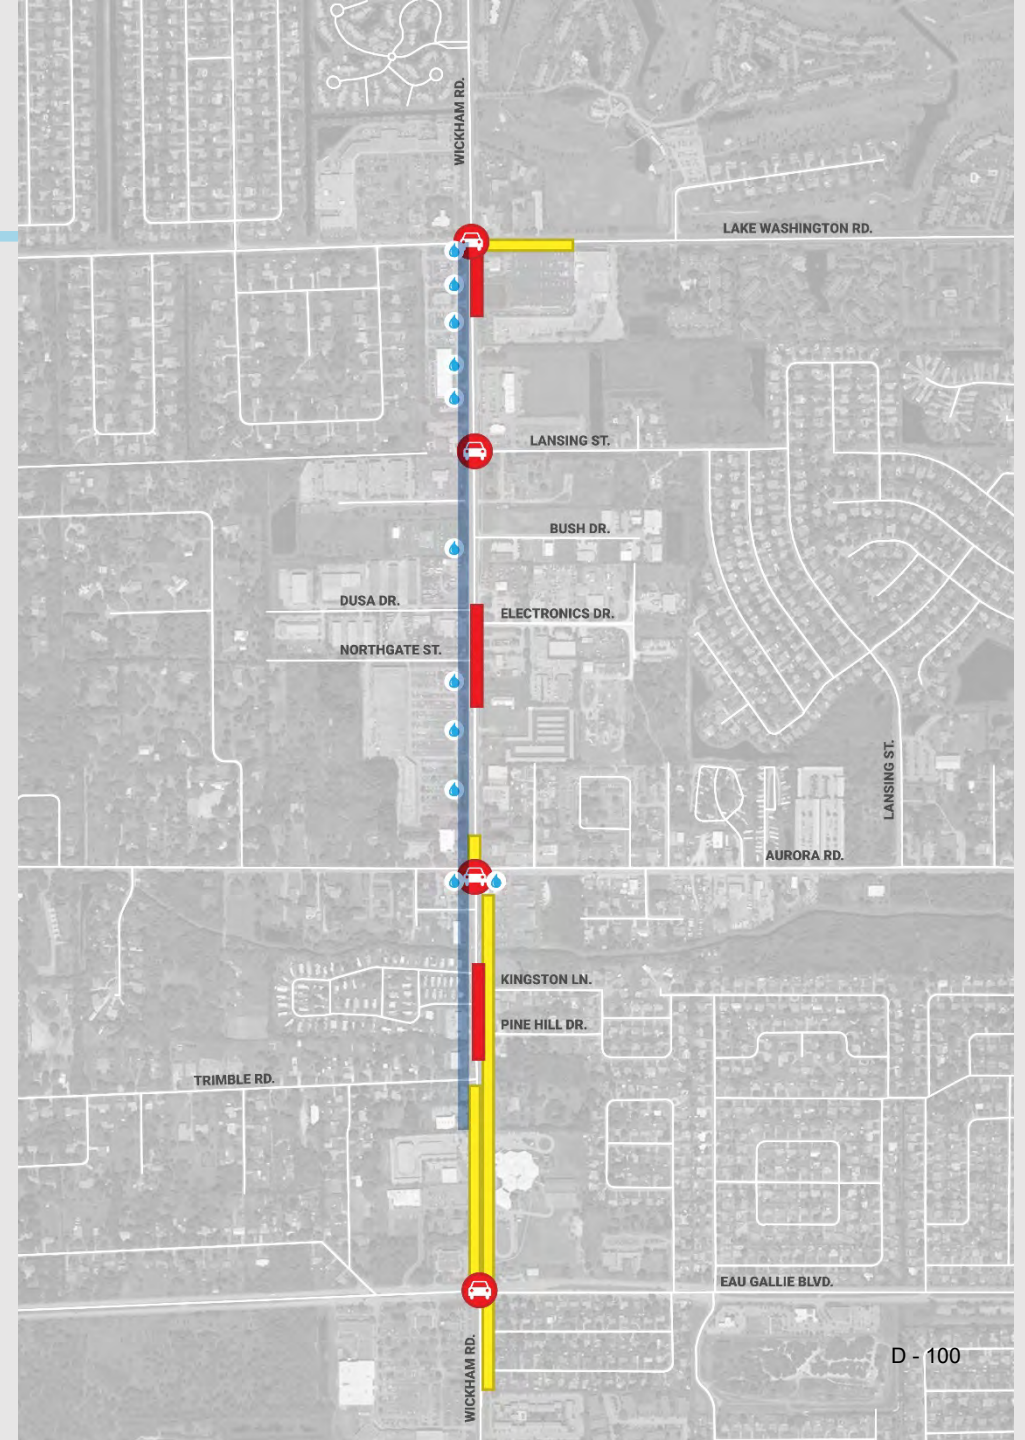 WICKHAM RD.
LAKE WASHINGTON RD.
LANSING ST.
BUSH DR.
DUSA DR.
ELECTRONICS DR.
NORTHGATE ST.
LANSING ST.
AURORA RD.
KINGSTON LN.
PINE HILL DR.
TRIMBLE RD.
EAU GALLIE BLVD.
WICKHAM RD.
D - 100